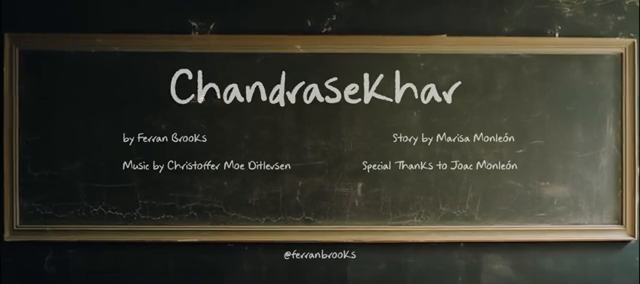 Chandrasekhar
by Ferran Brooks
Story by Marisa Monleón
Music by Christoffer Moe Ditlevsen
Special Thanks to Joac Monleón
@ferranbrooks